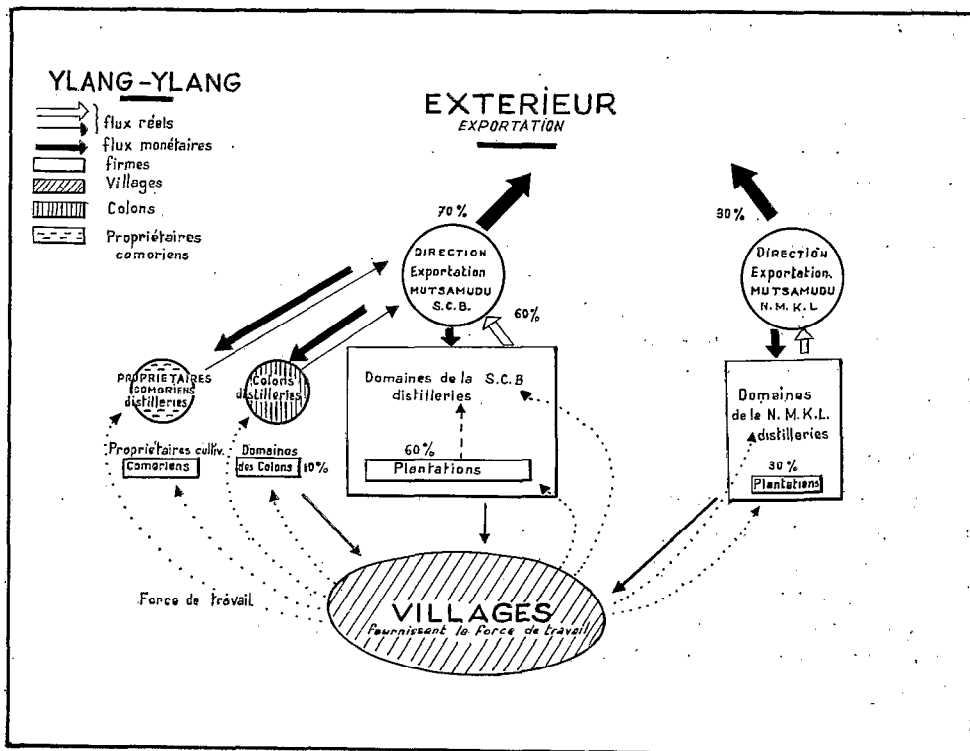 YLANG-YLANG
flux réels
flux monétaires
firmes
Villages
Colons
Propriétaires
comoriens
EXTERIEUR
EXPORTATION
70%
30%
DIRECTION
Exportation
MUTSAMUDU
S.C.B.
DIRECTION
Exportation.
MUTSAMUDU
N.M.K.L
60%
PROPRIETAIRES
COMORIENS
distilleries
Colons
distilleries
Domaines de la S.C.B
distilleries
60%
Plantations
Domaines
de la N.M.K.L.
distilleries
30%
Plantations
Propriétaires cultiv.
Comoriens
Domaines
des Colons 10%
Force de travail
VILLAGES
fournissant la force de travail